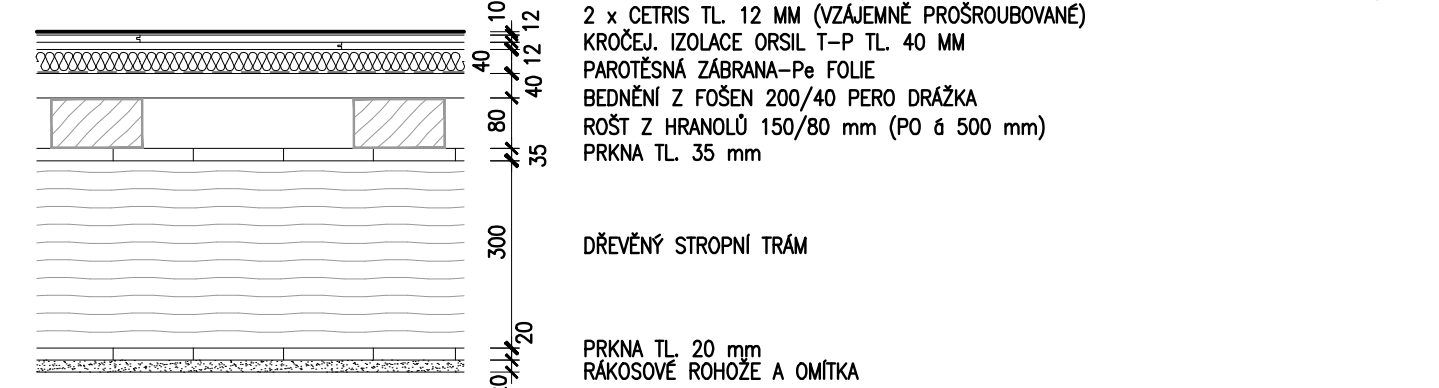 10
12
2 x CETRIS TL. 12 MM (VZÁJEMNĚ PROŠROUBOVANÉ)
12
KROČEJ. IZOLACE ORSIL T-P TL. 40 MM
40
PAROTĚSNÁ ZÁBRANA-Pe FOLIE
40
BEDNĚNÍ Z FOŠEN 200/40 PERO DRÁŽKA
80
ROŠT Z HRANOLŮ 150/80 mm (PO á 500 mm)
35
PRKNA TL. 35 mm
300
DŘEVĚNÝ STROPNÍ TRÁM
20
PRKNA TL. 20 mm
RÁKOSOVÉ ROHOŽE A OMÍTKA